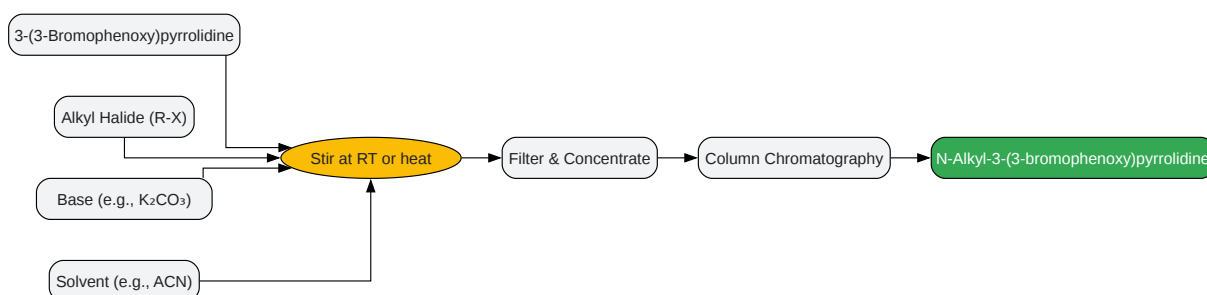 3-(3-Bromophenoxy)pyrrolidine
Alkyl Halide (R-X)
Base (e.g., K₂CO₃)
Solvent (e.g., ACN)
Stir at RT or heat
Filter & Concentrate
Column Chromatography
N-Alkyl-3-(3-bromophenoxy)pyrrolidine